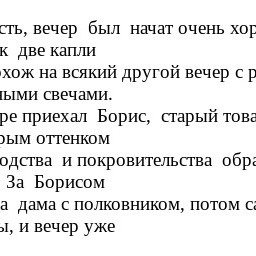 сть, вечер был начат очень хор
к две капли
хож на всякий другой вечер с р
ными свечами.
ре приехал Борис, старый това
рым оттенком
одства и покровительства обра
За Борисом
а дама с полковником, потом са
ы, и вечер уже